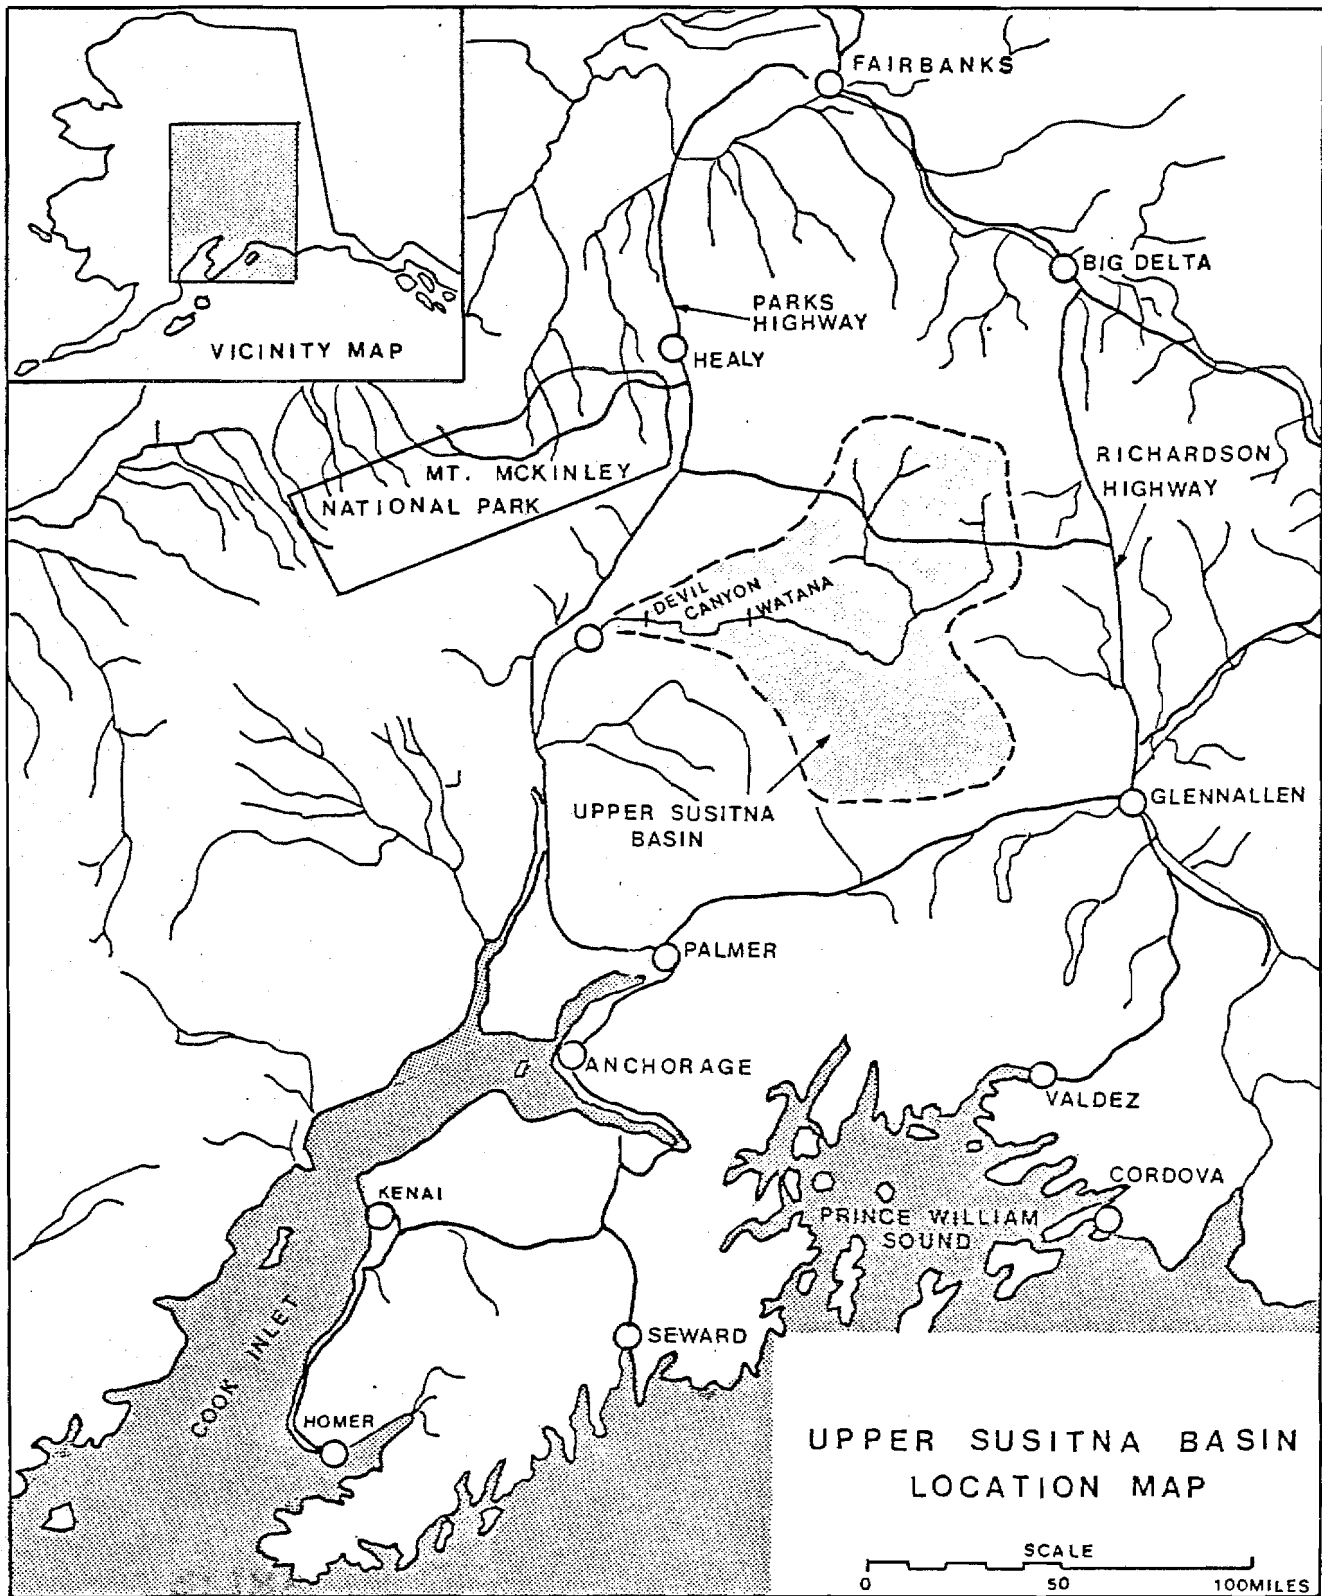 FAIRBANKS
BIG DELTA
PARKS
HIGHWAY
VICINITY MAP
HEALY
RICHARDSON
HIGHWAY
MT. MCKINLEY
NATIONAL PARK
DEVIL
CANYON
WATANA
UPPER SUSITNA
BASIN
GLENNALLEN
PALMER
ANCHORAGE
VALDEZ
CORDOVA
KENAI
PRINCE WILLIAM
SOUND
SEWARD
COOK INLET
HOMER
UPPER SUSITNA BASIN
LOCATION MAP
SCALE
0 50 100MILES